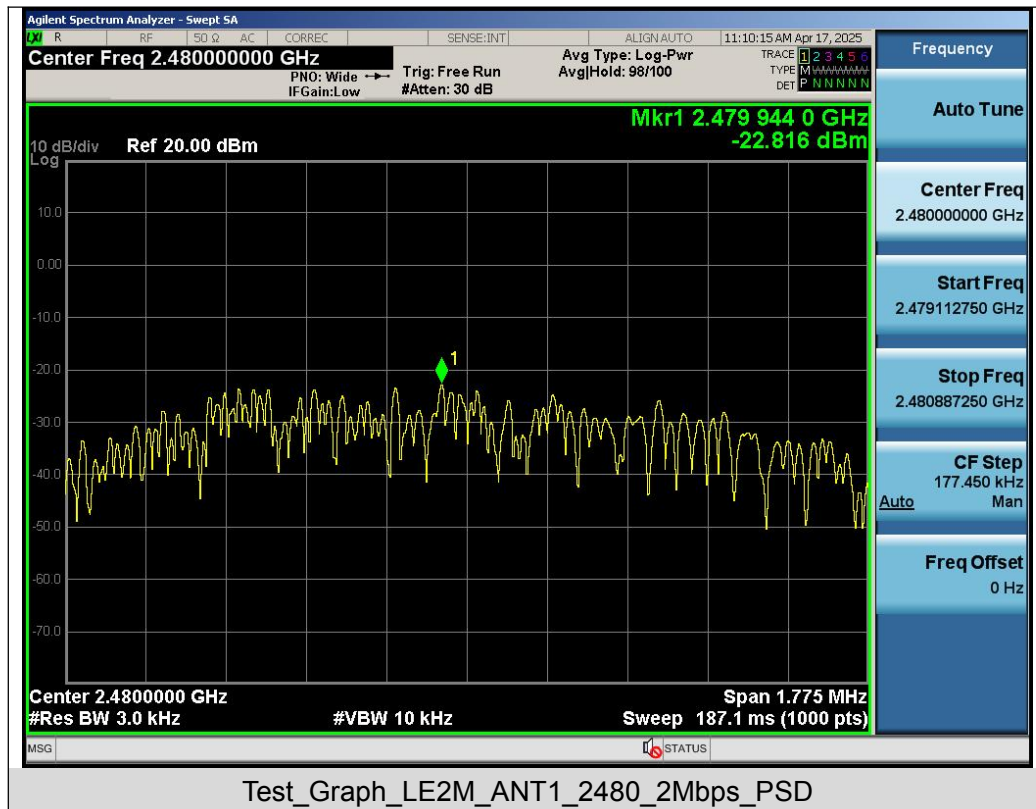 Agilent Spectrum Analyzer - Swept SA
LXI R RF 50 Ω AC CORREC SENSE:INT ALIGN AUTO 11:10:15 AM Apr 17, 2025
Center Freq 2.480000000 GHz
PNO: Wide
IFGain:Low
Trig: Free Run
#Atten: 30 dB
Avg Type: Log-Pwr
Avg|Hold: 98/100
TRACE 1 2 3 4 5 6
TYPE M
DET P N N N N N
Mkr1 2.479 944 0 GHz
-22.816 dBm
10 dB/div Ref 20.00 dBm
Log
10.0
0.00
-10.0
-20.0
-30.0
-40.0
-50.0
-60.0
-70.0
1
Center 2.4800000 GHz Span 1.775 MHz
#Res BW 3.0 kHz #VBW 10 kHz Sweep 187.1 ms (1000 pts)
MSG STATUS
Frequency
Auto Tune
Center Freq
2.480000000 GHz
Start Freq
2.479112750 GHz
Stop Freq
2.480887250 GHz
CF Step
177.450 kHz
Auto Man
Freq Offset
0 Hz
Test_Graph_LE2M_ANT1_2480_2Mbps_PSD